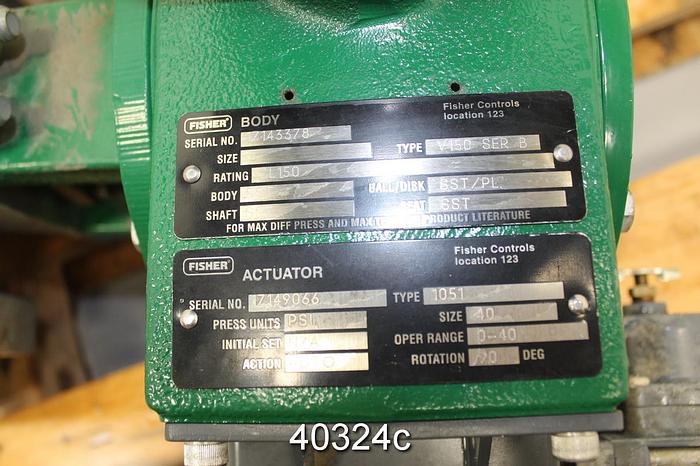 FISHER BODY Fisher Controls
location 123
SERIAL NO. 7143378 TYPE V150 SER B
SIZE
RATING CL150
BODY BALL/DISK SST/PL
SHAFT SEAT SST
FOR MAX DIFF PRESS AND MAX PRODUCT LITERATURE
FISHER ACTUATOR Fisher Controls
location 123
SERIAL NO. 7149066 TYPE 1051
PRESS UNITS PSI SIZE 40
INITIAL SET N/A OPER RANGE 0-40
ACTION ROTATION 90 DEG
40324c